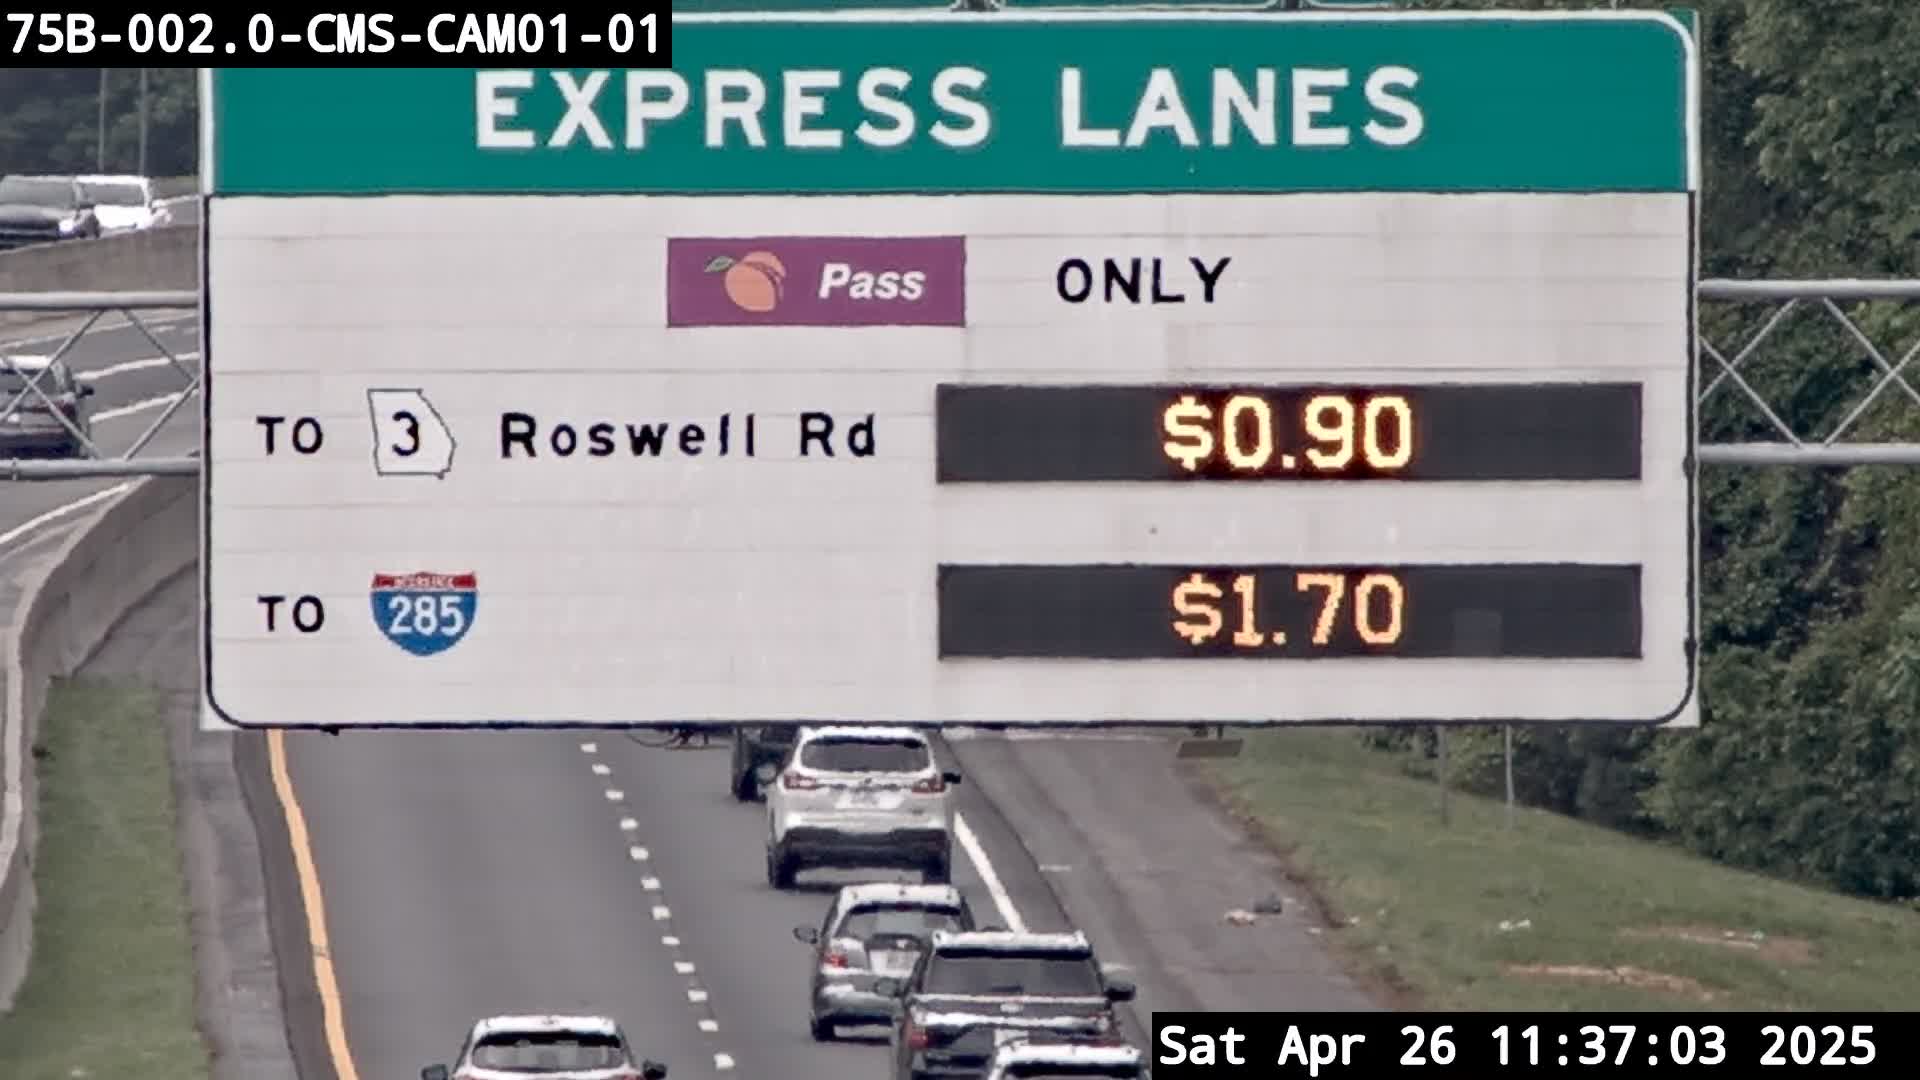 75B-002.0-CMS-CAM01-01
EXPRESS LANES
Pass ONLY
TO 3 Roswell Rd $0.90
INTERSTATE
TO 285 $1.70
Sat Apr 26 11:37:03 2025